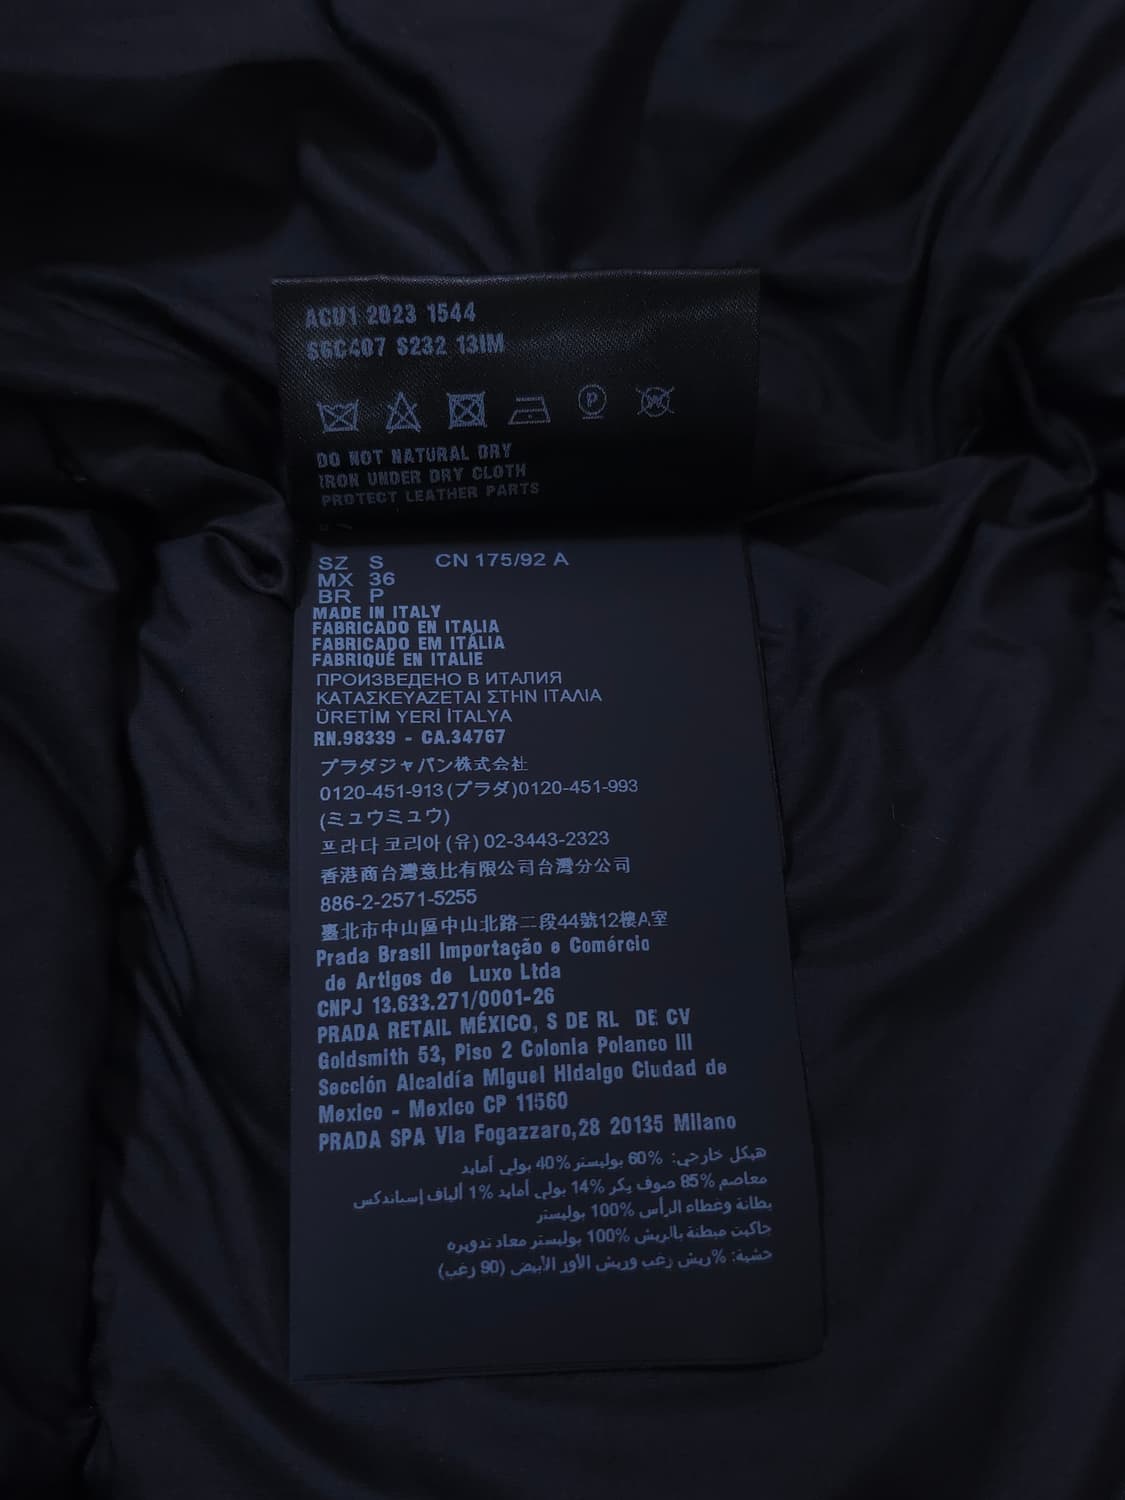 ACU1 2023 1544
SGC407 S232 13IM
P
W
DO NOT NATURAL DRY
IRON UNDER DRY CLOTH
PROTECT LEATHER PARTS
SZ S CN 175/92 A
MX 36
BR P
MADE IN ITALY
FABRICADO EN ITALIA
FABRICADO EM ITÁLIA
FABRIQUÉ EN ITALIE
ПРОИЗВЕДЕНО В ИТАЛИЯ
ΚΑΤΑΣΚΕΥΑΖΕΤΑΙ ΣΤΗΝ ΙΤΑΛΙΑ
ÜRETİM YERİ İTALYA
RN.98339 - CA.34767
プラダジャパン株式会社
0120-451-913(プラダ)0120-451-993
(ミュウミュウ)
프라다 코리아 (유) 02-3443-2323
香港商台灣意比有限公司台灣分公司
886-2-2571-5255
臺北市中山區中山北路二段44號12樓A室
Prada Brasil Importação e Comércio
de Artigos de Luxo Ltda
CNPJ 13.633.271/0001-26
PRADA RETAIL MÉXICO, S DE RL DE CV
Goldsmith 53, Piso 2 Colonia Polanco III
Sección Alcaldía Miguel Hidalgo Ciudad de
Mexico - Mexico CP 11560
PRADA SPA Via Fogazzaro,28 20135 Milano
هيكل خارجي: %60 بوليستر %40 بولي أمايد
معاصم %85 صوف بكر %14 بولي أمايد %1 ألياف إسباندكس
بطانة وغطاء الرأس %100 بوليستر
جاكيت مبطنة بالريش %100 بوليستر معاد تدويره
حشية: %ريش زغب وريش الأوز الأبيض (90 زغب)